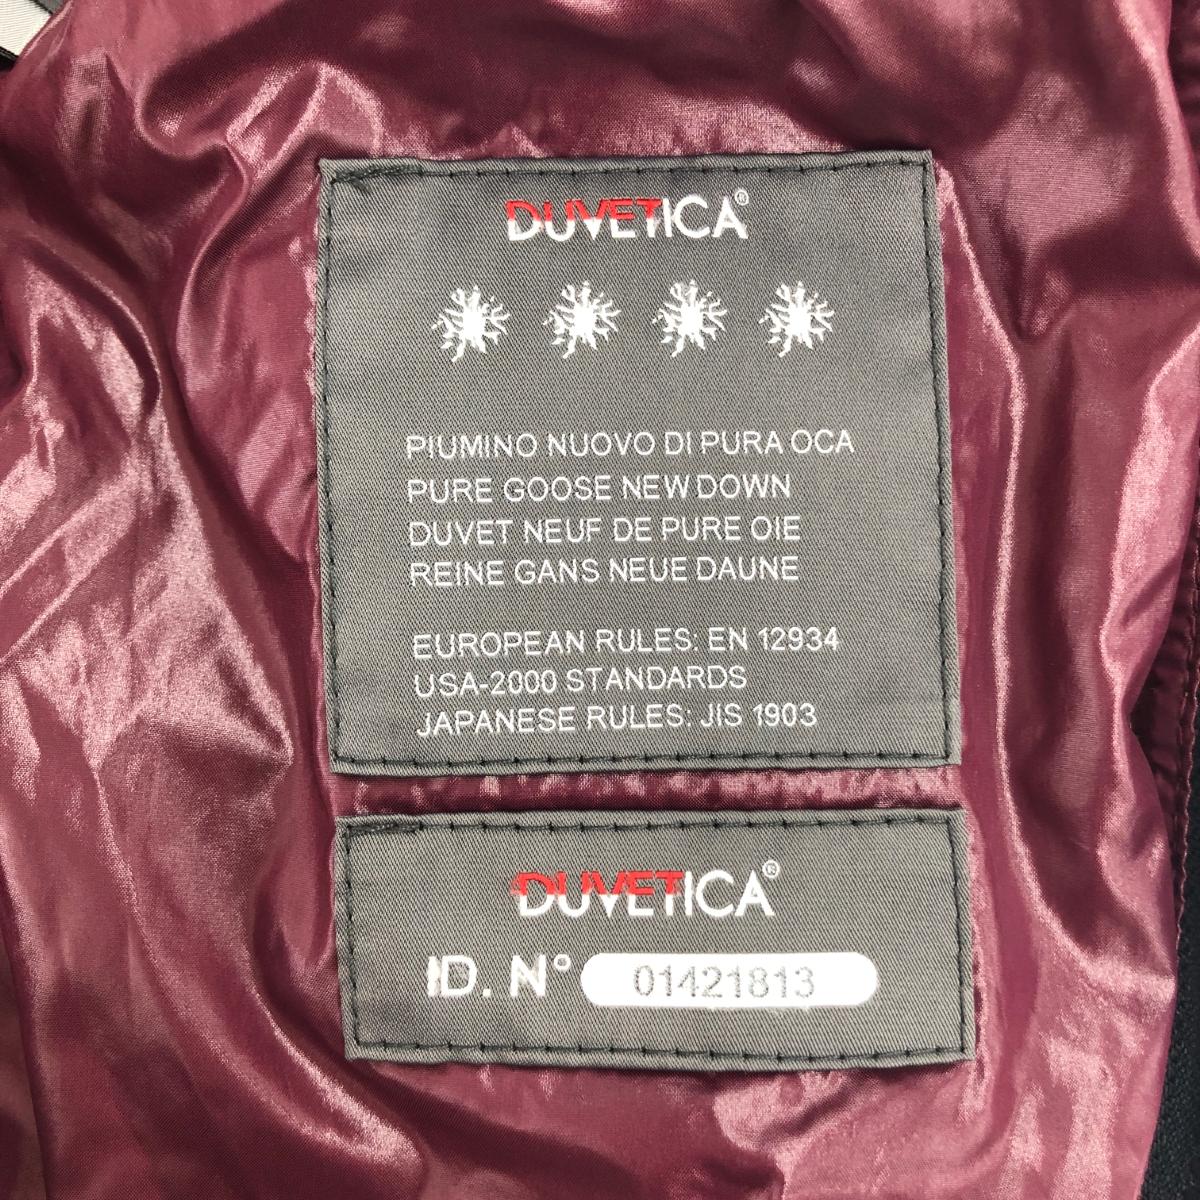 DUVETICA®
PIUMINO NUOVO DI PURA OCA
PURE GOOSE NEW DOWN
DUVET NEUF DE PURE OIE
REINE GANS NEUE DAUNE
EUROPEAN RULES: EN 12934
USA-2000 STANDARDS
JAPANESE RULES: JIS 1903
DUVETICA®
ID. N° 01421813